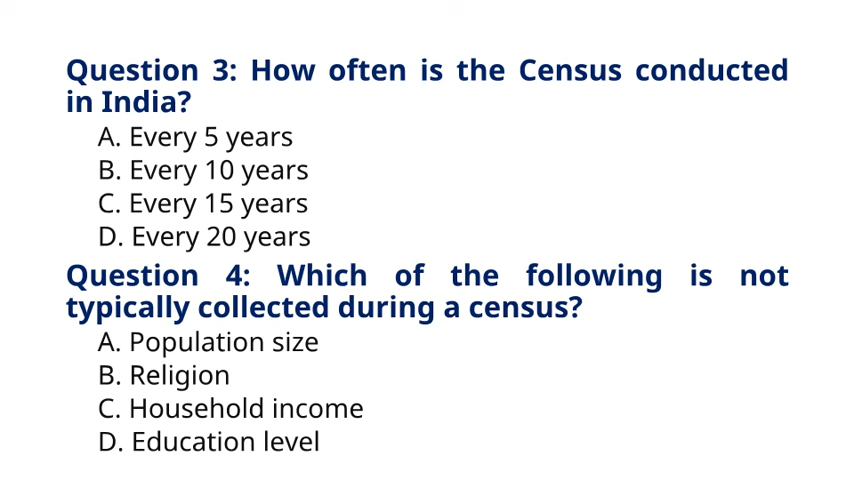 Question 3: How often is the Census conducted
in India?
A. Every 5 years
B. Every 10 years
C. Every 15 years
D. Every 20 years
Question 4: Which of the following is not
typically collected during a census?
A. Population size
B. Religion
C. Household income
D. Education level